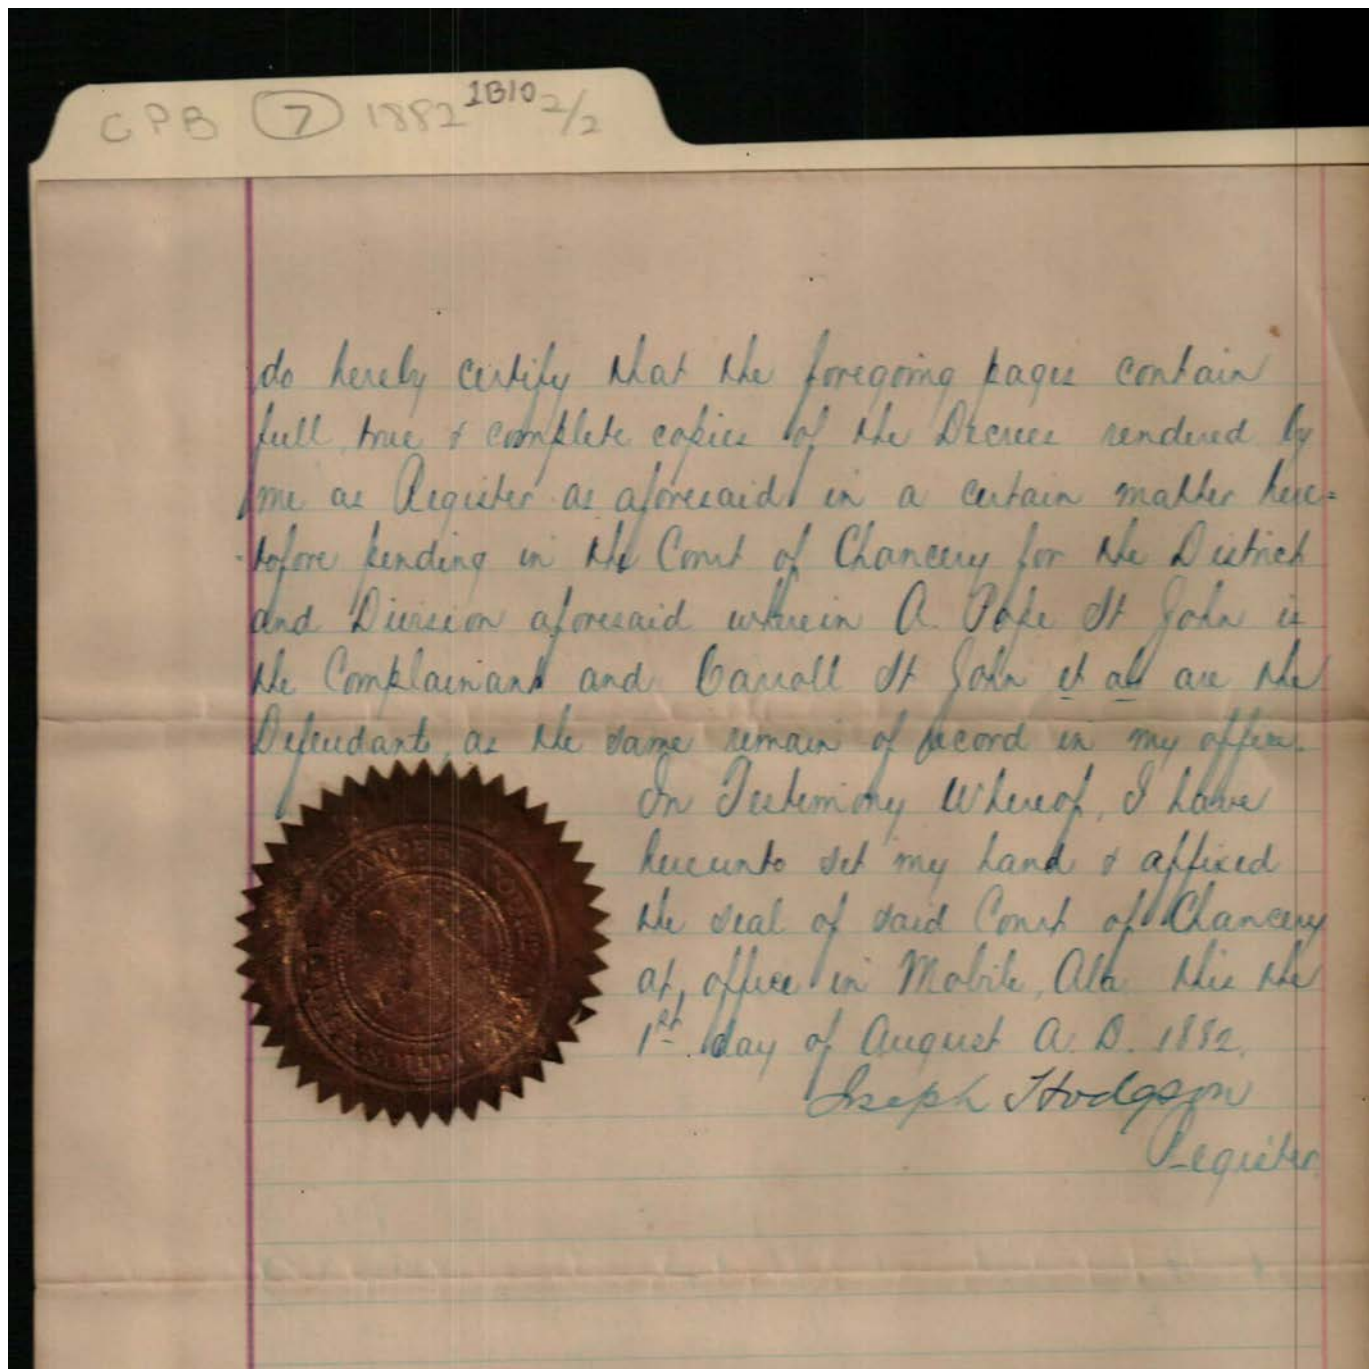 CPB 7 1882 1B10 2/2
do hereby certify that the foregoing pages contain
full, true & complete copies of the Decrees rendered by
me as Register as aforesaid in a certain matter here=
-tofore pending in the Court of Chancery for the District
and Division aforesaid wherein A. Pope St John is
the Complainant and Carroll St John et als are the
Defendants, as the same remain of record in my office.
In Testimony Whereof, I have
hereunto set my hand & affixed
the seal of said Court of Chancery
at office in Mobile, Ala this the
1st day of August A. D. 1882.
Joseph Hodgson
Register